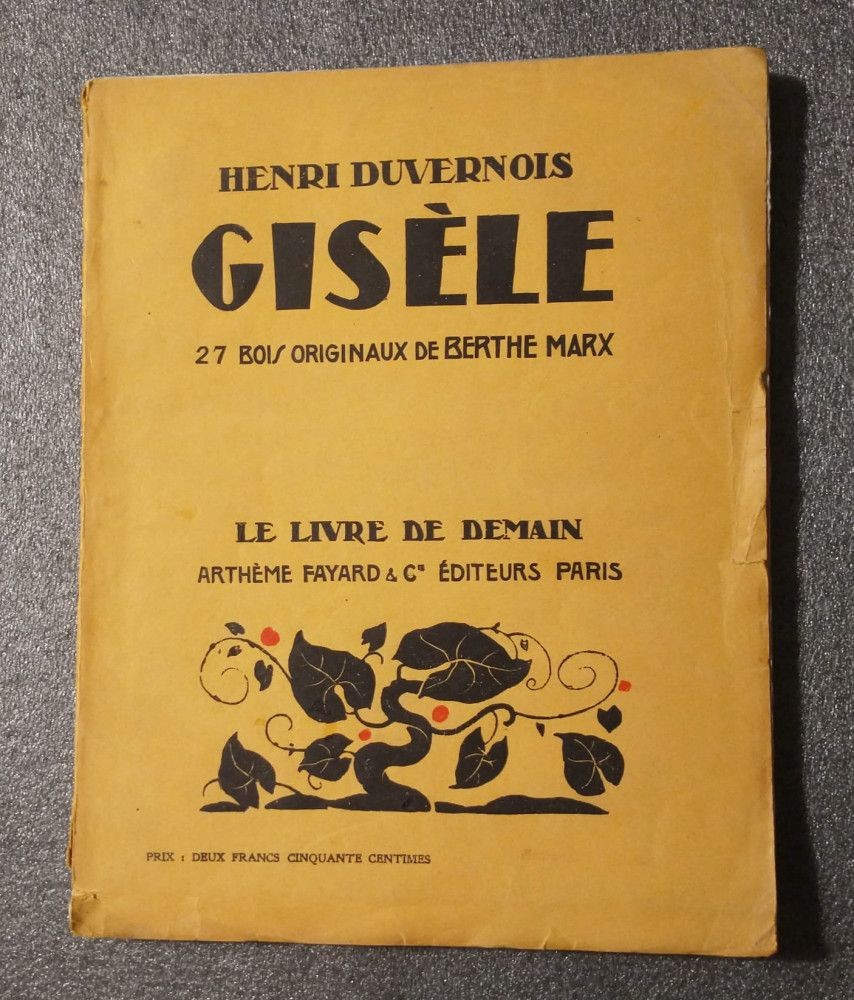 HENRI DUVERNOIS
GISÈLE
27 BOIS ORIGINAUX DE BERTHE MARX
LE LIVRE DE DEMAIN
ARTHÈME FAYARD & Cie ÉDITEURS PARIS
PRIX : DEUX FRANCS CINQUANTE CENTIMES